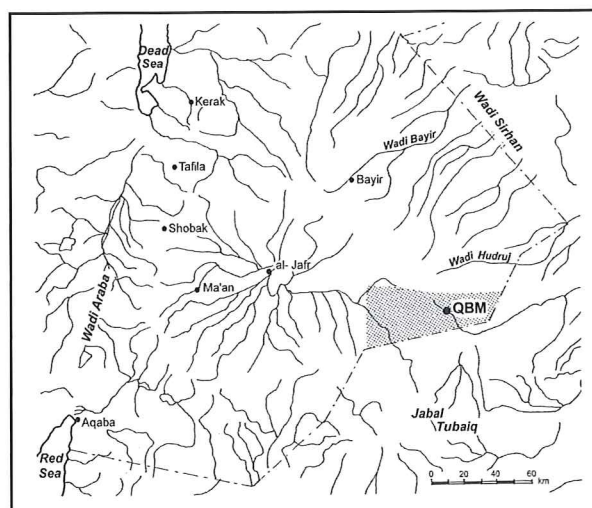 Dead
Sea
Kerak
Wadi Bayir
Wadi Sirhan
Tafila
Bayir
Shobak
al- Jafr
Wadi Hudruj
Ma'an
Wadi Araba
QBM
Jabal
Tubaiq
Aqaba
Red
Sea
0 20 40 60
km